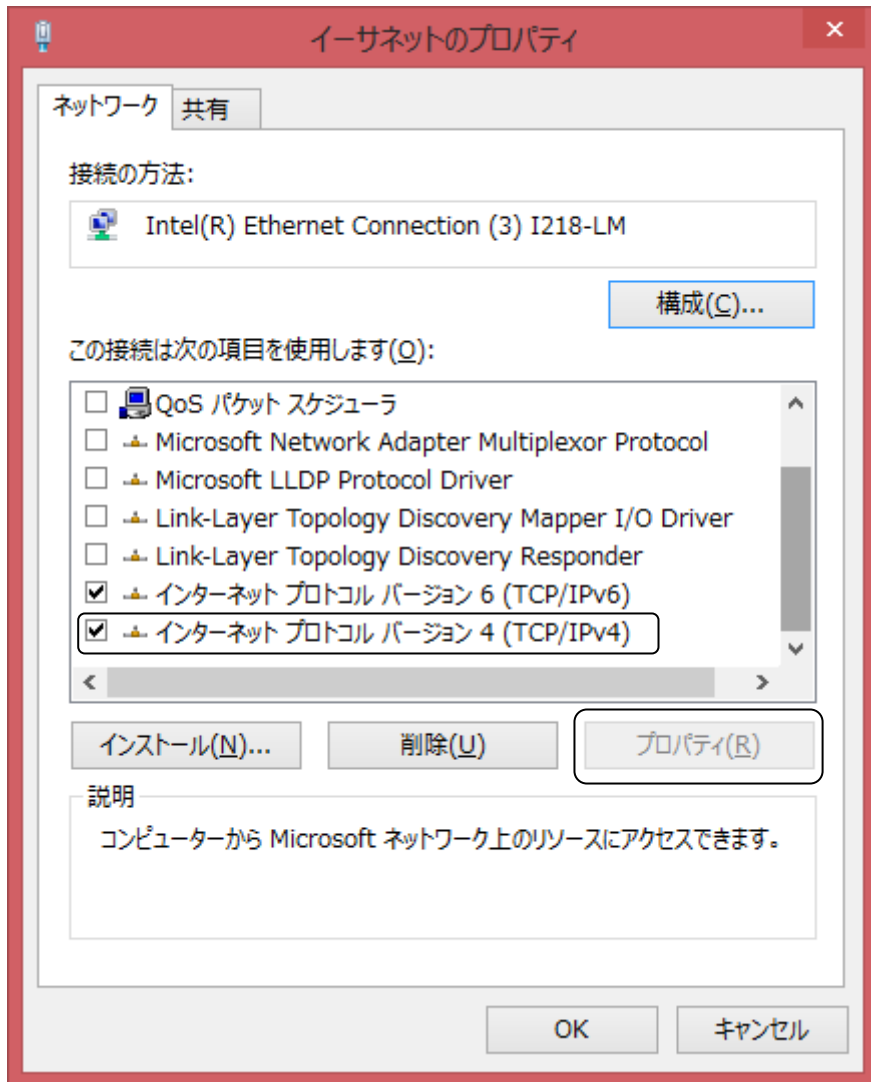 イーサネットのプロパティ
ネットワーク 共有
接続の方法:
Intel(R) Ethernet Connection (3) I218-LM
構成(C)...
この接続は次の項目を使用します(O):
QoS パケット スケジューラ
Microsoft Network Adapter Multiplexor Protocol
Microsoft LLDP Protocol Driver
Link-Layer Topology Discovery Mapper I/O Driver
Link-Layer Topology Discovery Responder
インターネット プロトコル バージョン 6 (TCP/IPv6)
インターネット プロトコル バージョン 4 (TCP/IPv4)
インストール(N)... 削除(U) プロパティ(R)
説明
コンピューターから Microsoft ネットワーク上のリソースにアクセスできます。
OK キャンセル